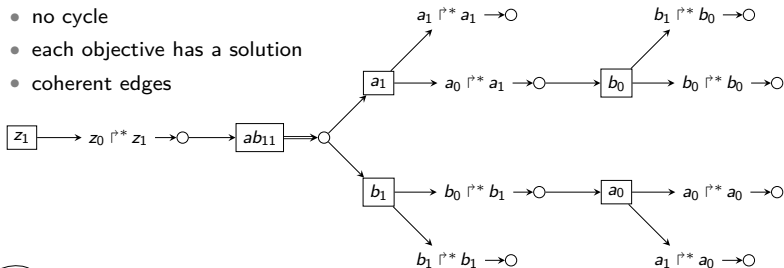 • no cycle
• each objective has a solution
• coherent edges
a₁ ↱* a₁
b₁ ↱* b₀
a₁
a₀ ↱* a₁
b₀
b₀ ↱* b₀
z₁
z₀ ↱* z₁
ab₁₁
b₁
b₀ ↱* b₁
a₀
a₀ ↱* a₀
b₁ ↱* b₁
a₁ ↱* a₀